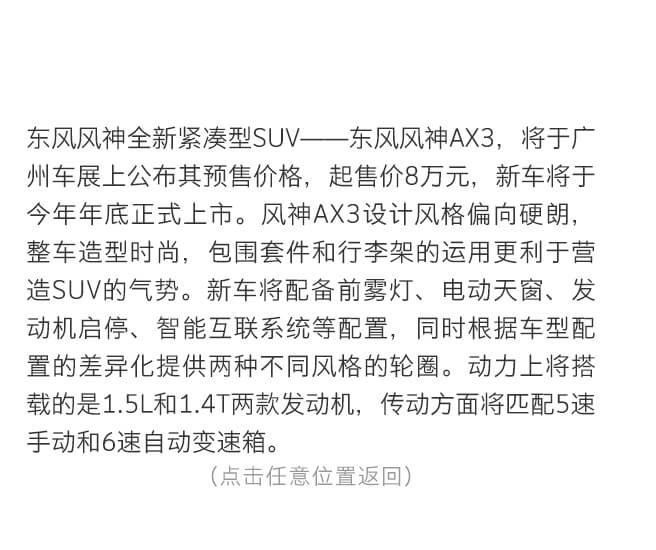 东风风神全新紧凑型SUV——东风风神AX3，将于广
州车展上公布其预售价格，起售价8万元，新车将于
今年年底正式上市。风神AX3设计风格偏向硬朗，
整车造型时尚，包围套件和行李架的运用更利于营
造SUV的气势。新车将配备前雾灯、电动天窗、发
动机启停、智能互联系统等配置，同时根据车型配
置的差异化提供两种不同风格的轮圈。动力上将搭
载的是1.5L和1.4T两款发动机，传动方面将匹配5速
手动和6速自动变速箱。
（点击任意位置返回）